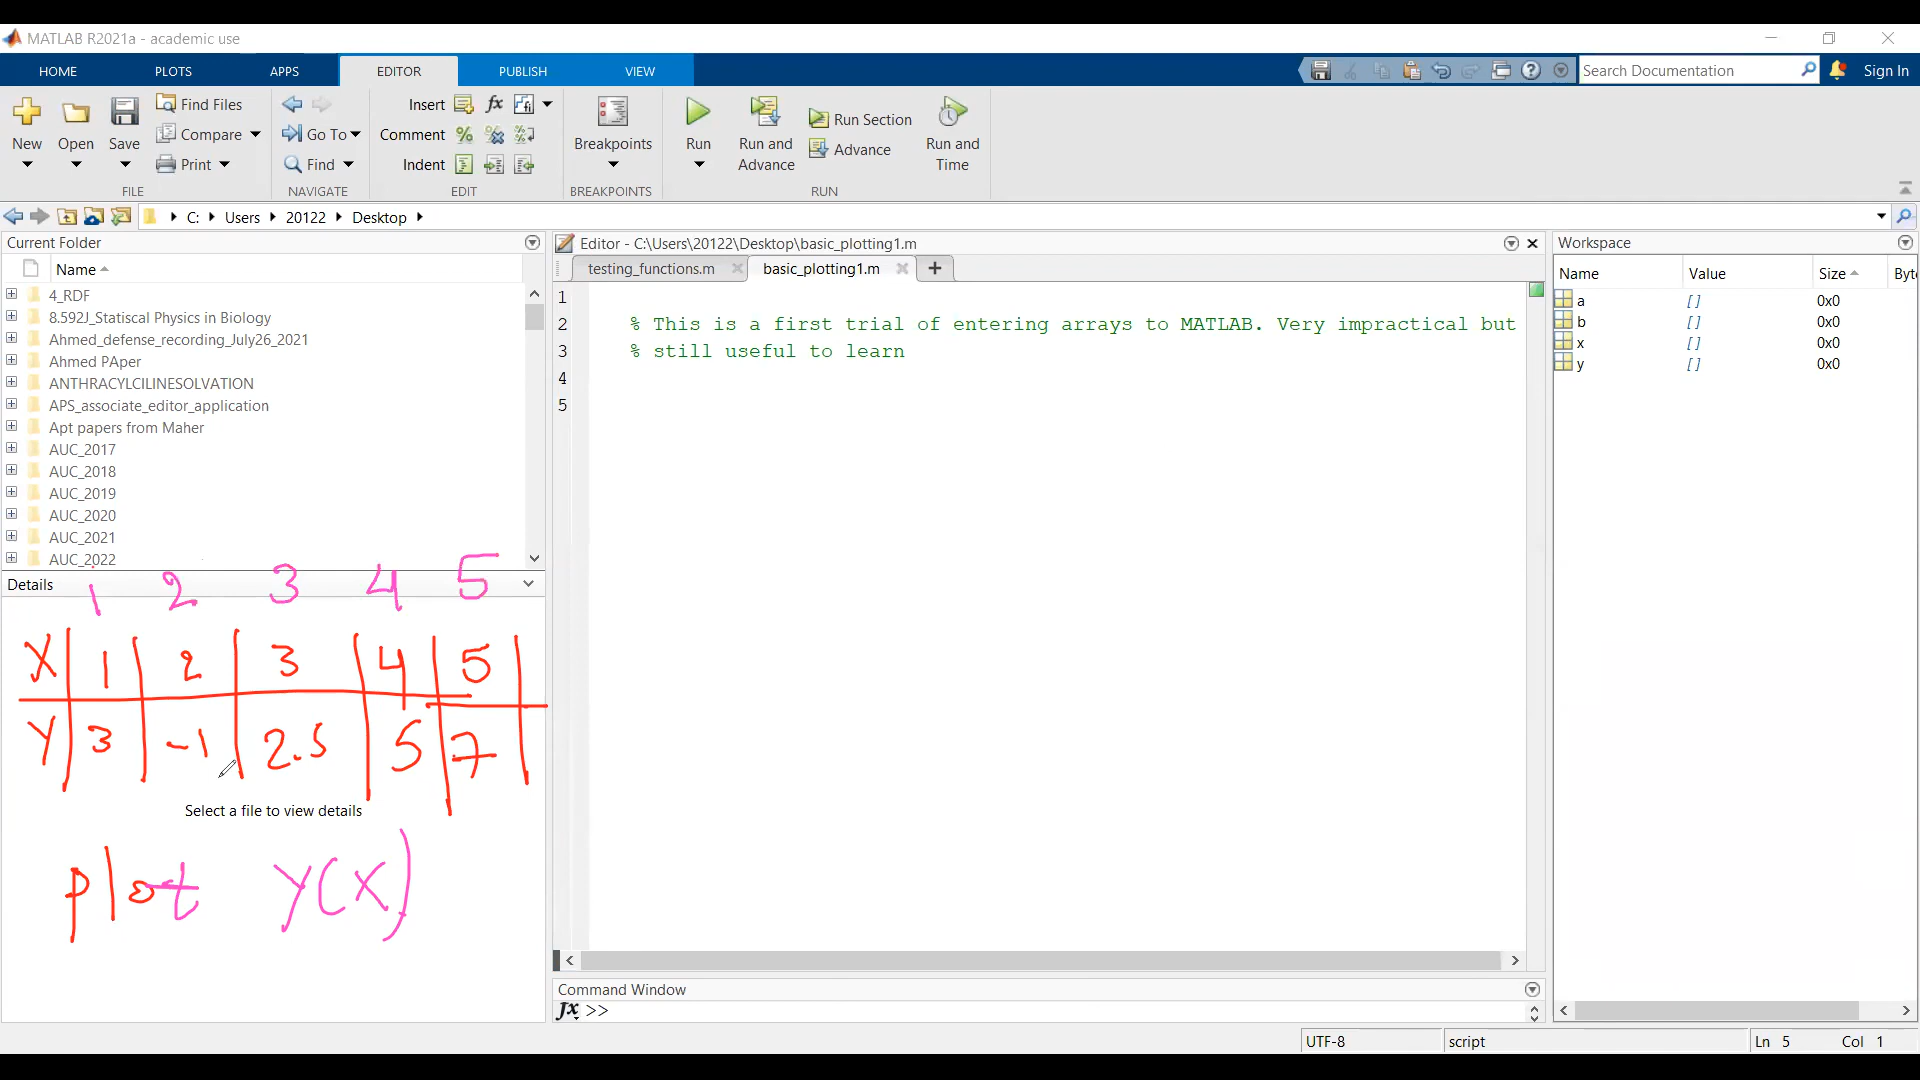 MATLAB R2021a - academic use
HOME PLOTS APPS EDITOR PUBLISH VIEW Search Documentation Sign In
New Open Save Find Files Compare Print FILE
Go To Find NAVIGATE
Insert fx Comment Indent EDIT
Breakpoints BREAKPOINTS
Run Run and Advance Run Section Advance Run and Time RUN
C: Users 20122 Desktop
Current Folder
Name
4_RDF
8.592J_Statiscal Physics in Biology
Ahmed_defense_recording_July26_2021
Ahmed PAper
ANTHRACYLCILINESOLVATION
APS_associate_editor_application
Apt papers from Maher
AUC_2017
AUC_2018
AUC_2019
AUC_2020
AUC_2021
AUC_2022
Details
1 2 3 4 5
X 1 2 3 4 5
Y 3 -1 2.5 5 7
Select a file to view details
plot Y(X)
Editor - C:\Users\20122\Desktop\basic_plotting1.m
testing_functions.m basic_plotting1.m +
1
2 % This is a first trial of entering arrays to MATLAB. Very impractical but
3 % still useful to learn
4
5
Command Window
fx >>
Workspace
Name Value Size Byt
a [] 0x0
b [] 0x0
x [] 0x0
y [] 0x0
UTF-8 script Ln 5 Col 1